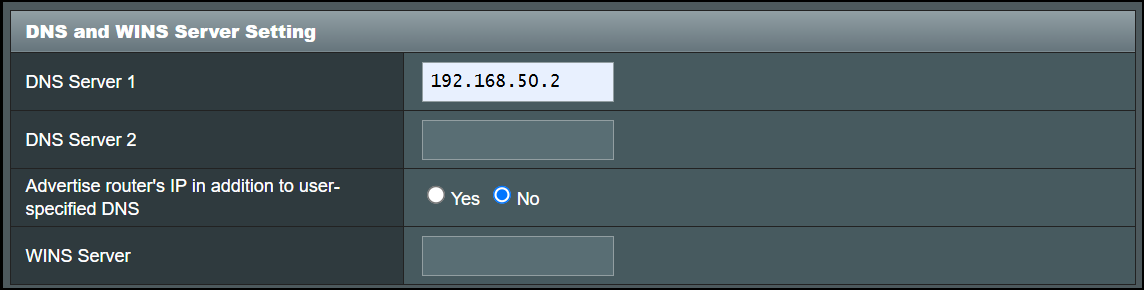 DNS and WINS Server Setting
DNS Server 1
192.168.50.2
DNS Server 2
Advertise router's IP in addition to user-
specified DNS
Yes No
WINS Server